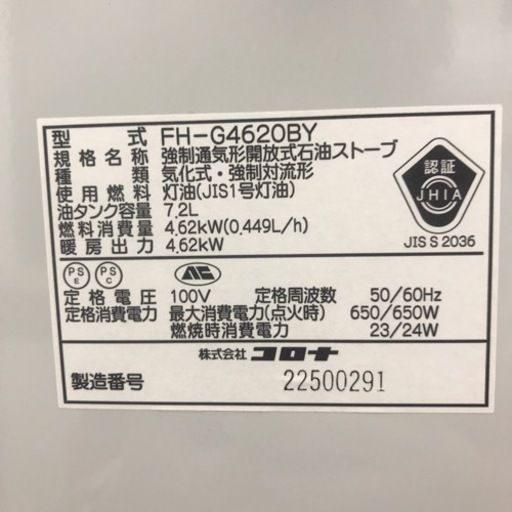 型式 FH-G4620BY
規格名称 強制通気形開放式石油ストーブ
種類 気化式・強制対流形
使用燃料 灯油(JIS1号灯油)
油タンク容量 7.2L
燃料消費量 4.62kW(0.449L/h)
暖房出力 4.62kW
認証
JHIA
JIS S 2036
PS E PS C
定格電圧 100V 定格周波数 50/60Hz
定格消費電力 最大消費電力(点火時) 650/650W
燃焼時消費電力 23/24W
株式会社 コロナ
製造番号 22500291